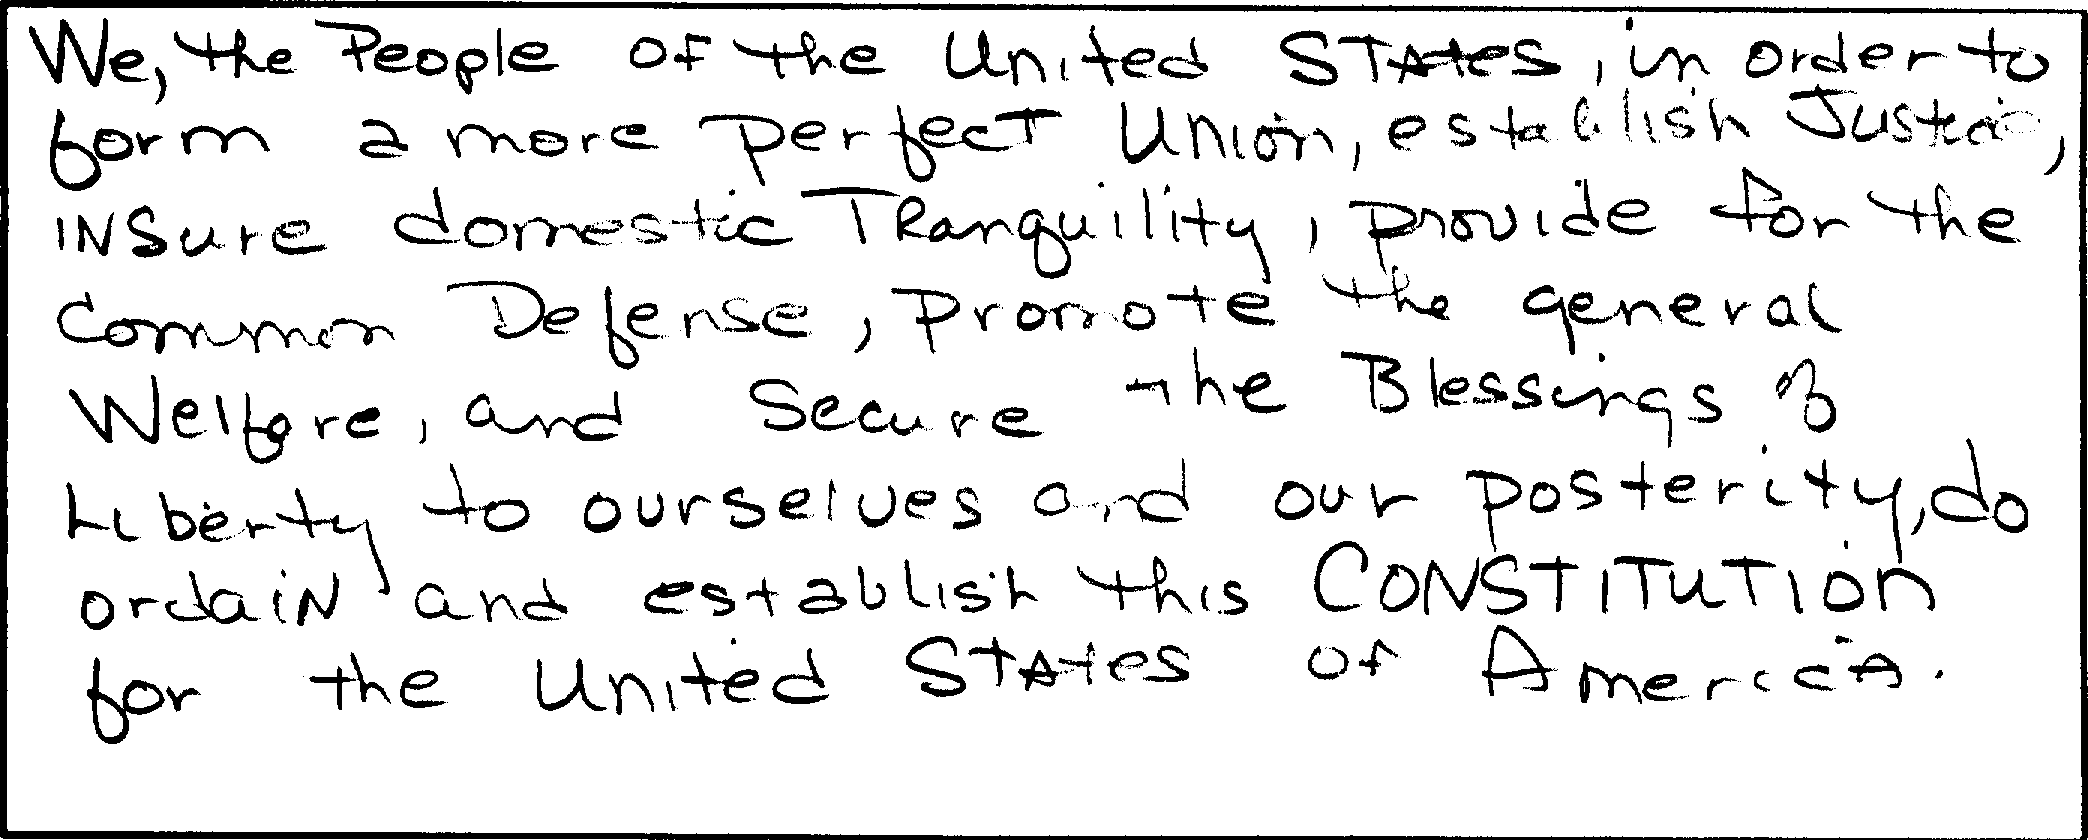 We, the People of the United STAtes, in order to
form a more perfecT Union, establish Justice,
INSure domestic TRanquility, provide for the
Common Defense, promote the general
Welfare, and Secure the Blessings of
Liberty to ourselves and our posterity, do
ordaiN and establish this CONSTITUTION
for the United STAtes of AmericA.